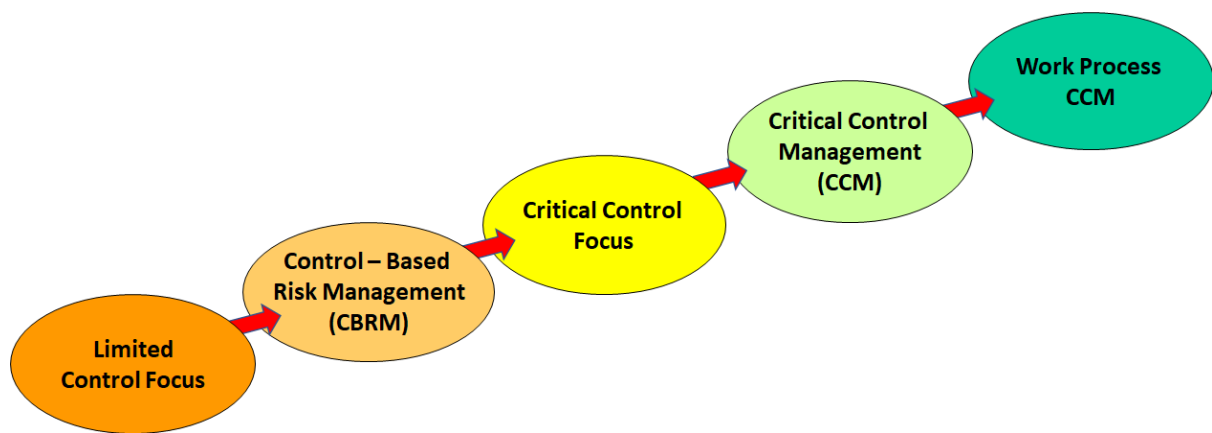 Limited
Control Focus
Control – Based
Risk Management
(CBRM)
Critical Control
Focus
Critical Control
Management
(CCM)
Work Process
CCM